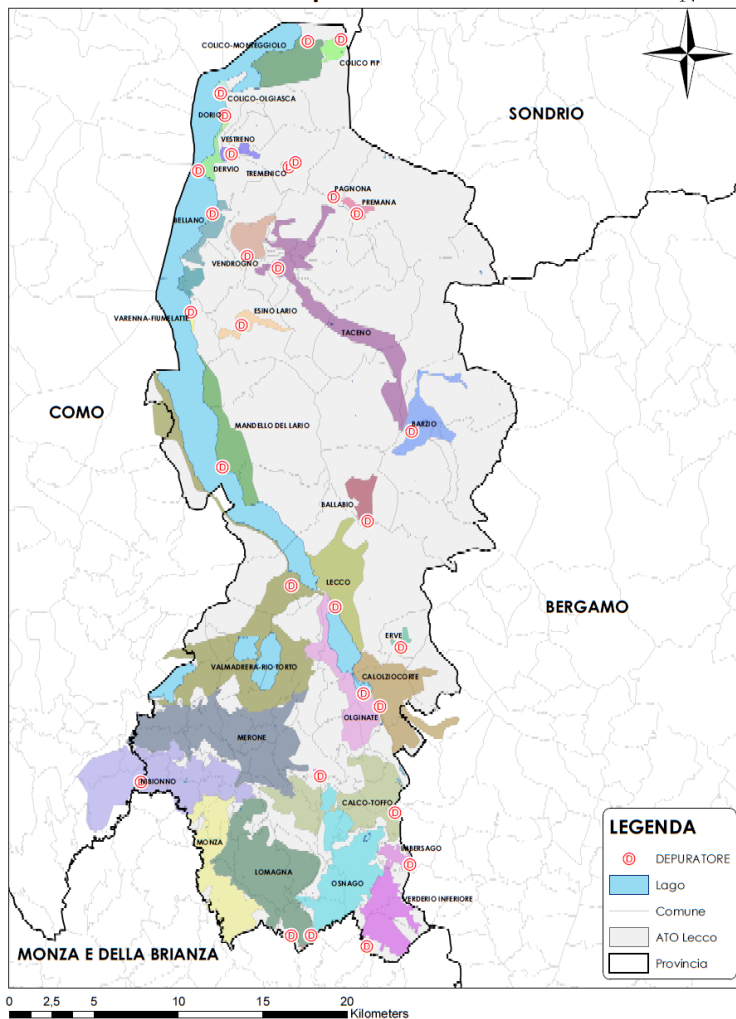 N
COLICO-MONTEGGIOLO
D
D
COLICO PIP
D
COLICO-OLGIASCA
SONDRIO
DORIO
D
VESTRENO
D
D
D
TREMENICO
D
DERVIO
PAGNONA
D
PREMANA
D
BELLANO
D
VENDROGNO
D
D
ESINO LARIO
VARENNA-FIUMELATTE
D
D
TACENO
COMO
MANDELLO DEL LARIO
BARZIO
D
D
BALLABIO
D
LECCO
D
D
BERGAMO
ERVE
D
VALMADRERA-RIO TORTO
CALOLZIOCORTE
D
D
OLGINATE
MERONE
D
NIBIONNO
D
CALCO-TOFFO
D
MONZA
IMBERSAGO
D
LOMAGNA
OSNAGO
VERDERIO INFERIORE
D
D
D
MONZA E DELLA BRIANZA
LEGENDA
D
DEPURATORE
Lago
Comune
ATO Lecco
Provincia
0 2,5 5 10 15 20
Kilometers